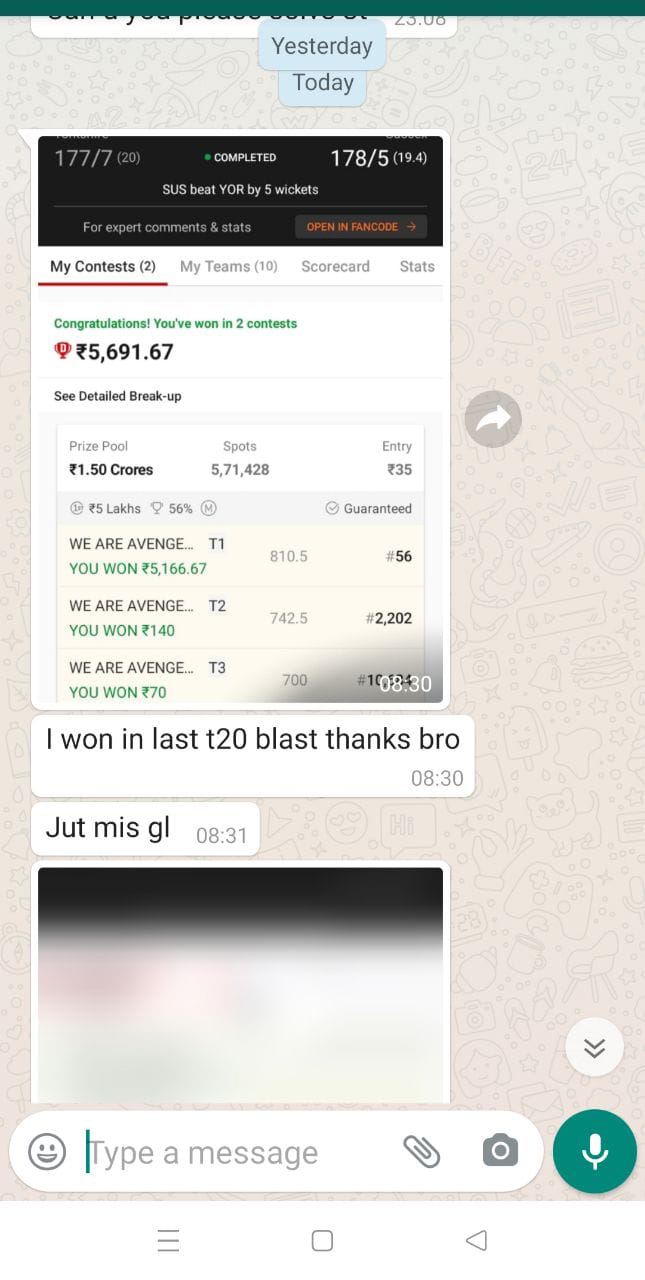 23:08
Yesterday
Today
177/7 (20)
COMPLETED
178/5 (19.4)
SUS beat YOR by 5 wickets
For expert comments & stats
OPEN IN FANCODE →
My Contests (2)
My Teams (10)
Scorecard
Stats
Congratulations! You've won in 2 contests
₹5,691.67
See Detailed Break-up
Prize Pool
Spots
Entry
₹1.50 Crores
5,71,428
₹35
₹5 Lakhs
56%
M
Guaranteed
WE ARE AVENGE... T1
810.5
#56
YOU WON ₹5,166.67
WE ARE AVENGE... T2
742.5
#2,202
YOU WON ₹140
WE ARE AVENGE... T3
700
YOU WON ₹70
08:30
I won in last t20 blast thanks bro
08:30
Jut mis gl
08:31
Type a message